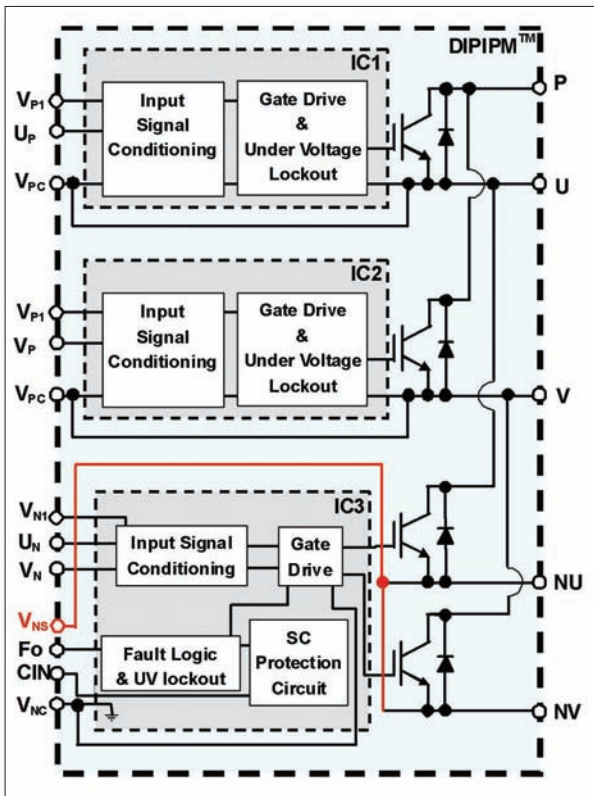 DIPIPM™
IC1
V_P1
U_P
V_PC
Input
Signal
Conditioning
Gate Drive
&
Under Voltage
Lockout
P
U
IC2
V_P1
V_P
V_PC
Input
Signal
Conditioning
Gate Drive
&
Under Voltage
Lockout
V
IC3
V_N1
U_N
V_N
V_NS
Fo
CIN
V_NC
Input Signal
Conditioning
Gate
Drive
Fault Logic
& UV lockout
SC
Protection
Circuit
NU
NV